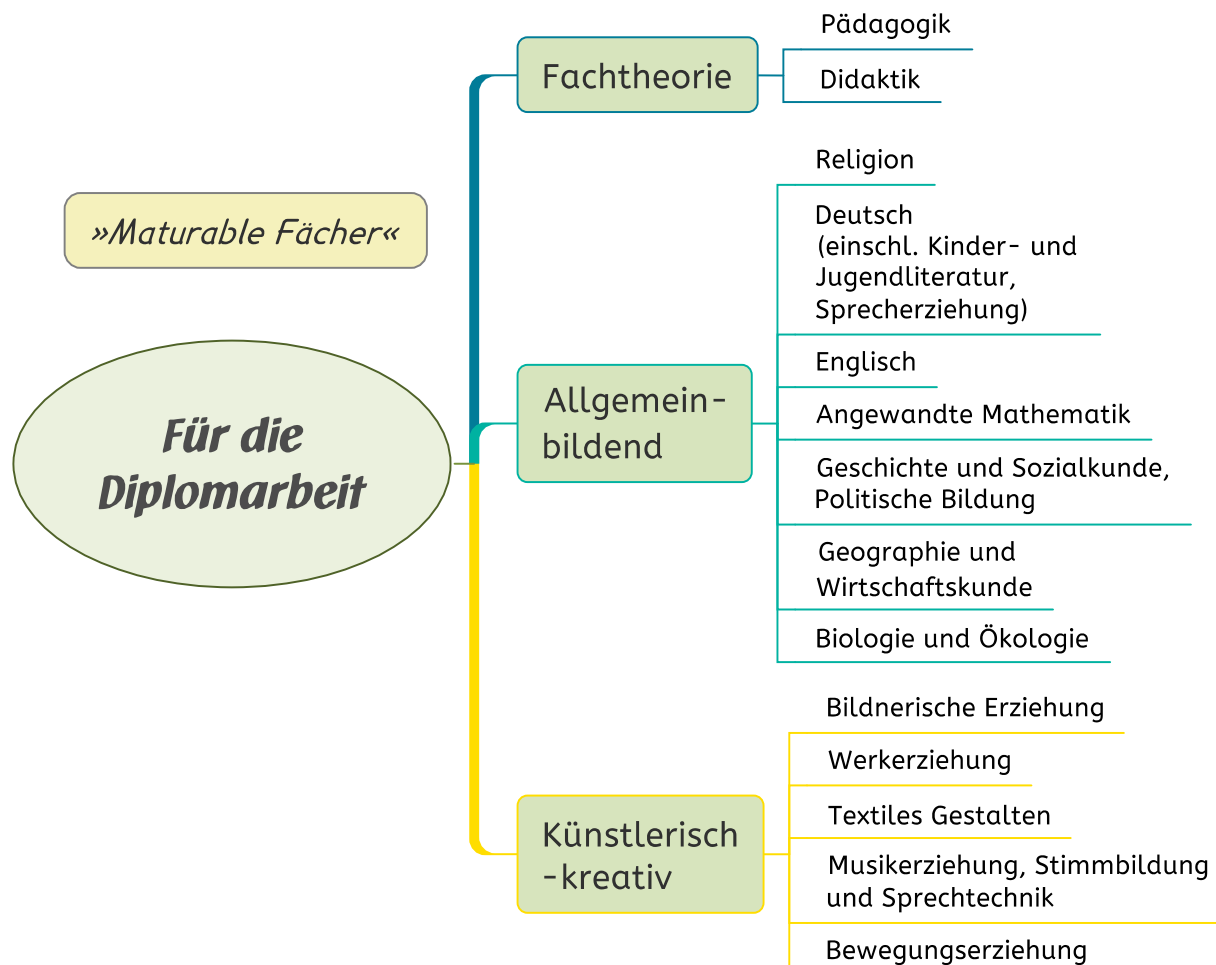 »Maturable Fächer«
Für die
Diplomarbeit
Fachtheorie
Pädagogik
Didaktik
Allgemein-
bildend
Religion
Deutsch
(einschl. Kinder- und
Jugendliteratur,
Sprecherziehung)
Englisch
Angewandte Mathematik
Geschichte und Sozialkunde,
Politische Bildung
Geographie und
Wirtschaftskunde
Biologie und Ökologie
Künstlerisch
-kreativ
Bildnerische Erziehung
Werkerziehung
Textiles Gestalten
Musikerziehung, Stimmbildung
und Sprechtechnik
Bewegungserziehung